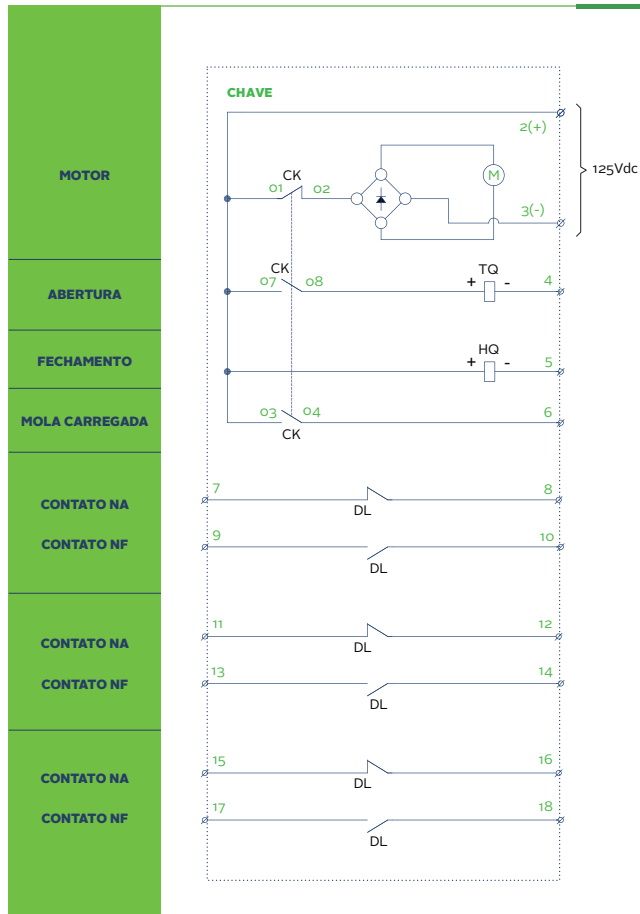 CHAVE
2(+)
125Vdc
MOTOR
CK
01 02
M
3(-)
ABERTURA
CK
07 08
TQ
+ -
4
FECHAMENTO
HQ
+ -
5
MOLA CARREGADA
03 04
CK
6
CONTATO NA
7
DL
8
CONTATO NF
9
DL
10
CONTATO NA
11
DL
12
CONTATO NF
13
DL
14
CONTATO NA
15
DL
16
CONTATO NF
17
DL
18